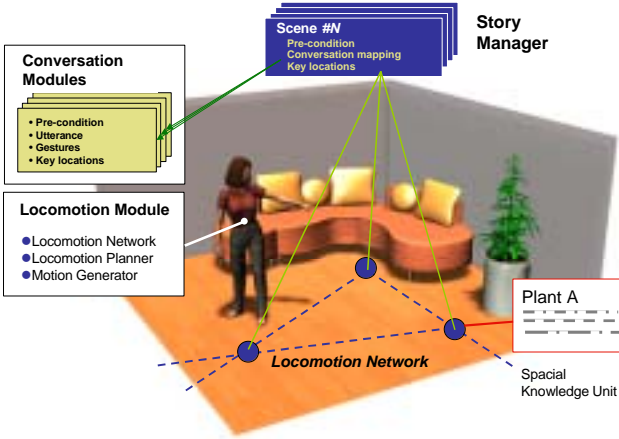 Scene #N
Pre-condition
Conversation mapping
Key locations
Story
Manager
Conversation
Modules
• Pre-condition
• Utterance
• Gestures
• Key locations
Locomotion Module
●Locomotion Network
●Locomotion Planner
●Motion Generator
Plant A
Locomotion Network
Spacial
Knowledge Unit